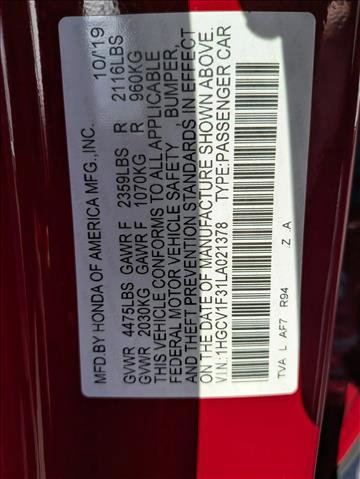 MFD.BY HONDA OF AMERICA MFG.,INC. 10/'19
GVWR 4475LBS GAWR F 2359LBS R 2116LBS
GVWR 2030KG GAWR F 1070KG R 960KG
THIS VEHICLE CONFORMS TO ALL APPLICABLE
FEDERAL MOTOR VEHICLE SAFETY , BUMPER,
AND THEFT PREVENTION STANDARDS IN EFFECT
ON THE DATE OF MANUFACTURE SHOWN ABOVE.
V.I.N.:1HGCV1F31LA021378 TYPE:PASSENGER CAR
TVA L AF7 R94 Z A